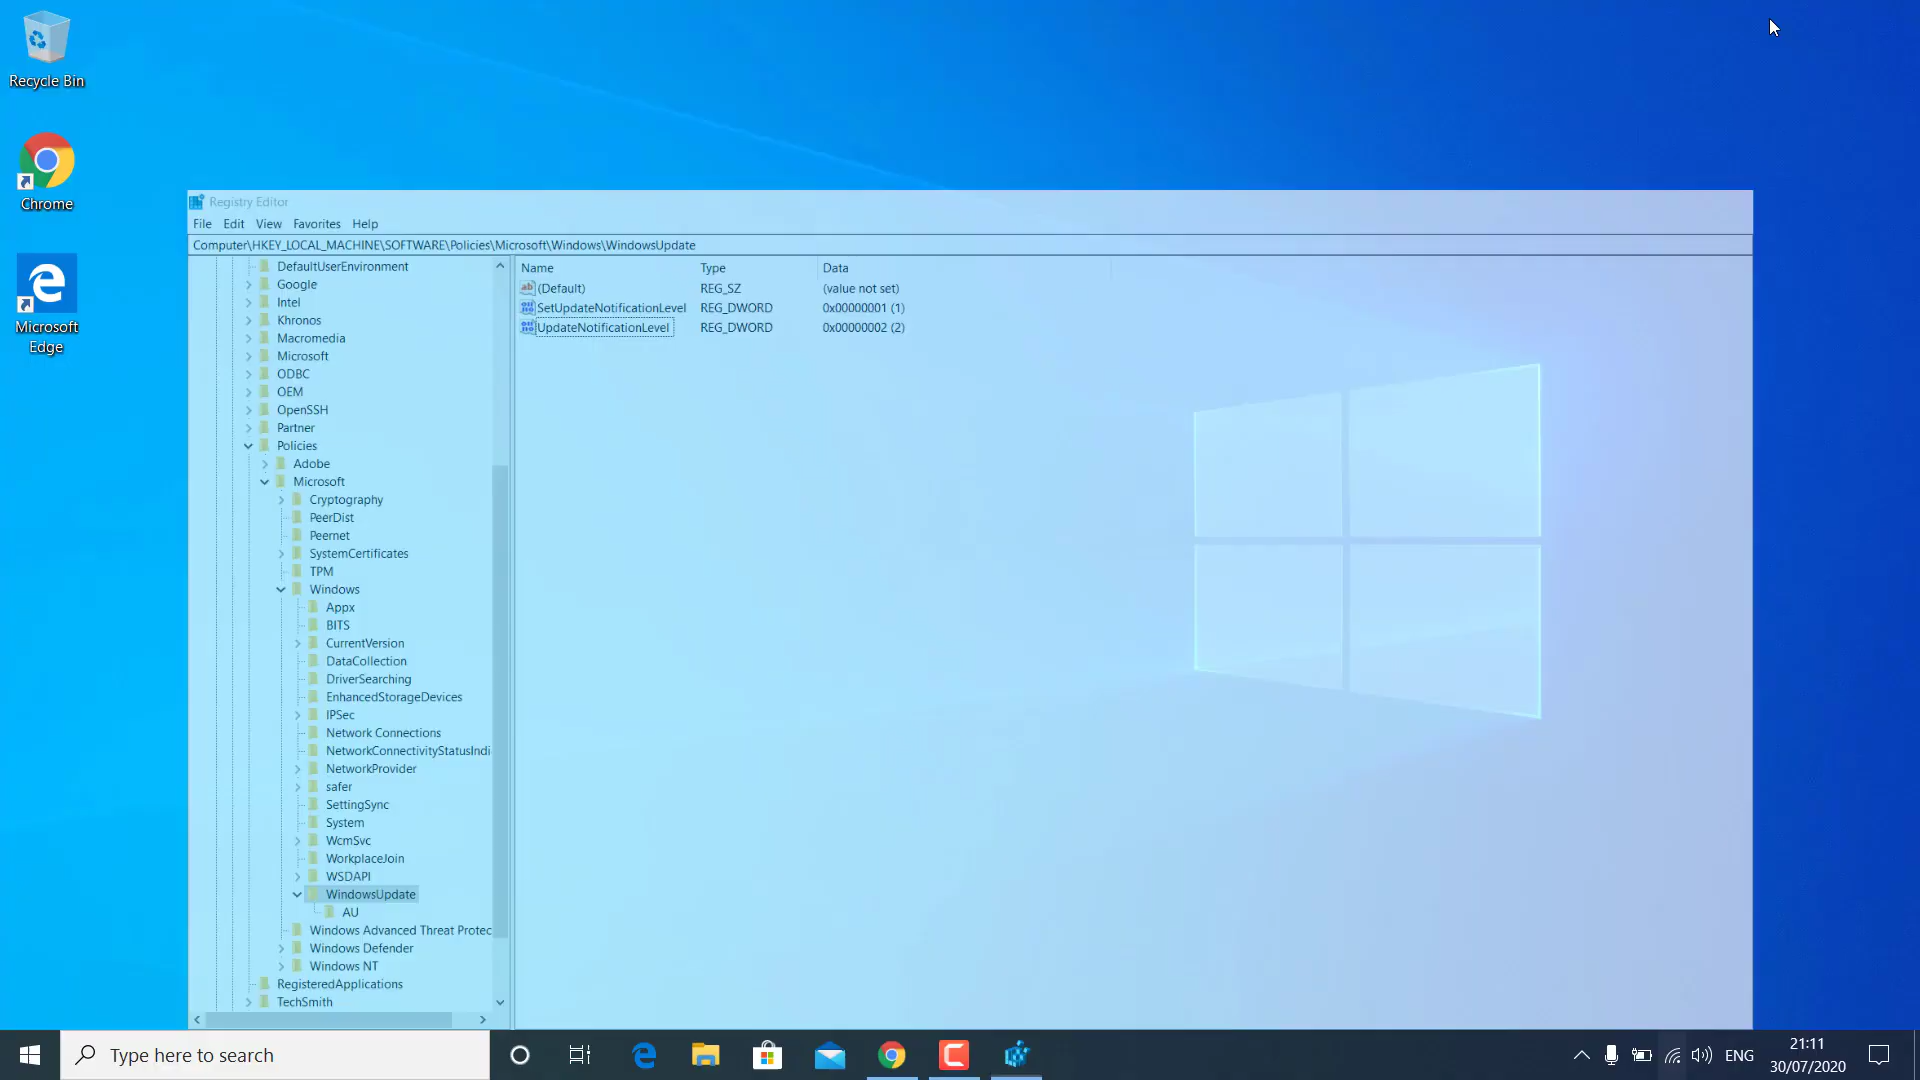 Recycle Bin
Chrome
Microsoft
Edge
Registry Editor
File Edit View Favorites Help
Computer\HKEY_LOCAL_MACHINE\SOFTWARE\Policies\Microsoft\Windows\WindowsUpdate
DefaultUserEnvironment
Google
Intel
Khronos
Macromedia
Microsoft
ODBC
OEM
OpenSSH
Partner
Policies
Adobe
Microsoft
Cryptography
PeerDist
Peernet
SystemCertificates
TPM
Windows
Appx
BITS
CurrentVersion
DataCollection
DriverSearching
EnhancedStorageDevices
IPSec
Network Connections
NetworkConnectivityStatusIndi
NetworkProvider
safer
SettingSync
System
WcmSvc
WorkplaceJoin
WSDAPI
WindowsUpdate
AU
Windows Advanced Threat Protec
Windows Defender
Windows NT
RegisteredApplications
TechSmith
Name Type Data
(Default) REG_SZ (value not set)
SetUpdateNotificationLevel REG_DWORD 0x00000001 (1)
UpdateNotificationLevel REG_DWORD 0x00000002 (2)
Type here to search
ENG
21:11
30/07/2020